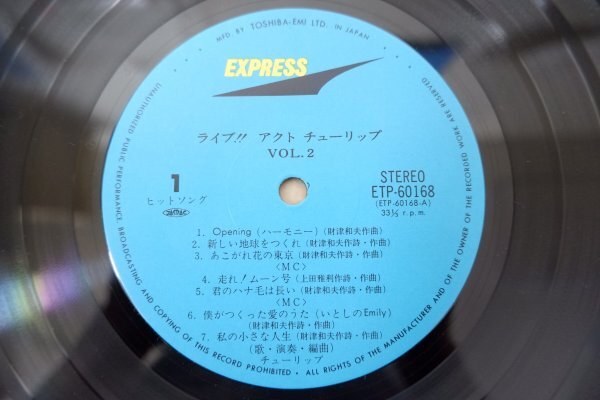 MFD. BY TOSHIBA-EMI LTD. IN JAPAN.
EXPRESS
ライブ!! アクト チューリップ
VOL.2
1
ヒットソング
STEREO
ETP-60168
(ETP-60168-A)
33⅓ r.p.m.
1. Opening (ハーモニー) (財津和夫作曲)
2. 新しい地球をつくれ (財津和夫作詩・作曲)
3. あこがれ花の東京 (財津和夫作詩・作曲)
<MC>
4. 走れ!ムーン号 (上田雅利作詩・作曲)
5. 君のハナ毛は長い (財津和夫作詩・作曲)
<MC>
6. 僕がつくった愛のうた (いとしのEmily)
(財津和夫作詩・作曲)
7. 私の小さな人生 (財津和夫作詩・作曲)
(歌・演奏・編曲)
チューリップ
UNAUTHORIZED PUBLIC PERFORMANCE, BROADCASTING AND COPYING OF THIS RECORD PROHIBITED • ALL RIGHTS OF THE MANUFACTURER AND OF THE OWNER OF THE RECORDED WORK ARE RESERVED